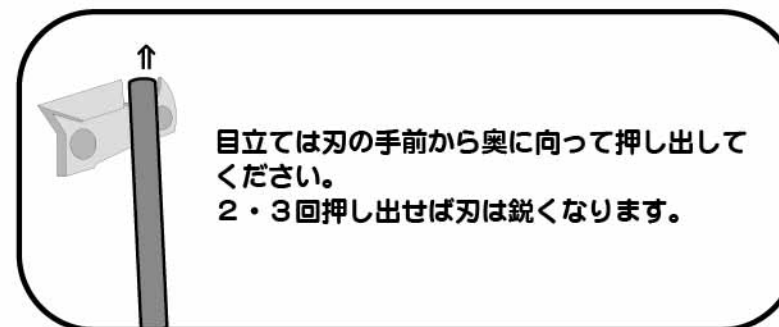 ⇑
目立ては刃の手前から奥に向って押し出して
ください。
２・３回押し出せば刃は鋭くなります。